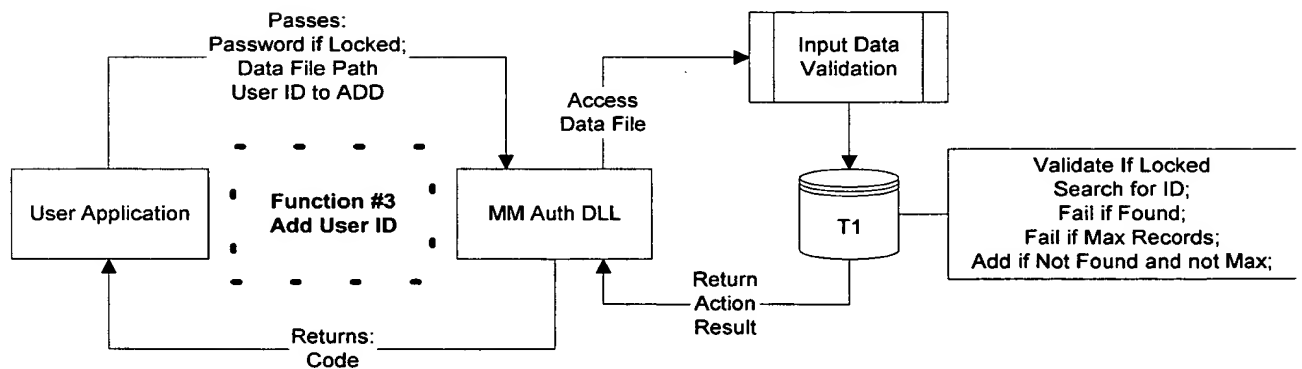 Passes:
Password if Locked;
Data File Path
User ID to ADD
Input Data
Validation
Access
Data File
User Application
Function #3
Add User ID
MM Auth DLL
T1
Validate If Locked
Search for ID;
Fail if Found;
Fail if Max Records;
Add if Not Found and not Max;
Return
Action
Result
Returns:
Code